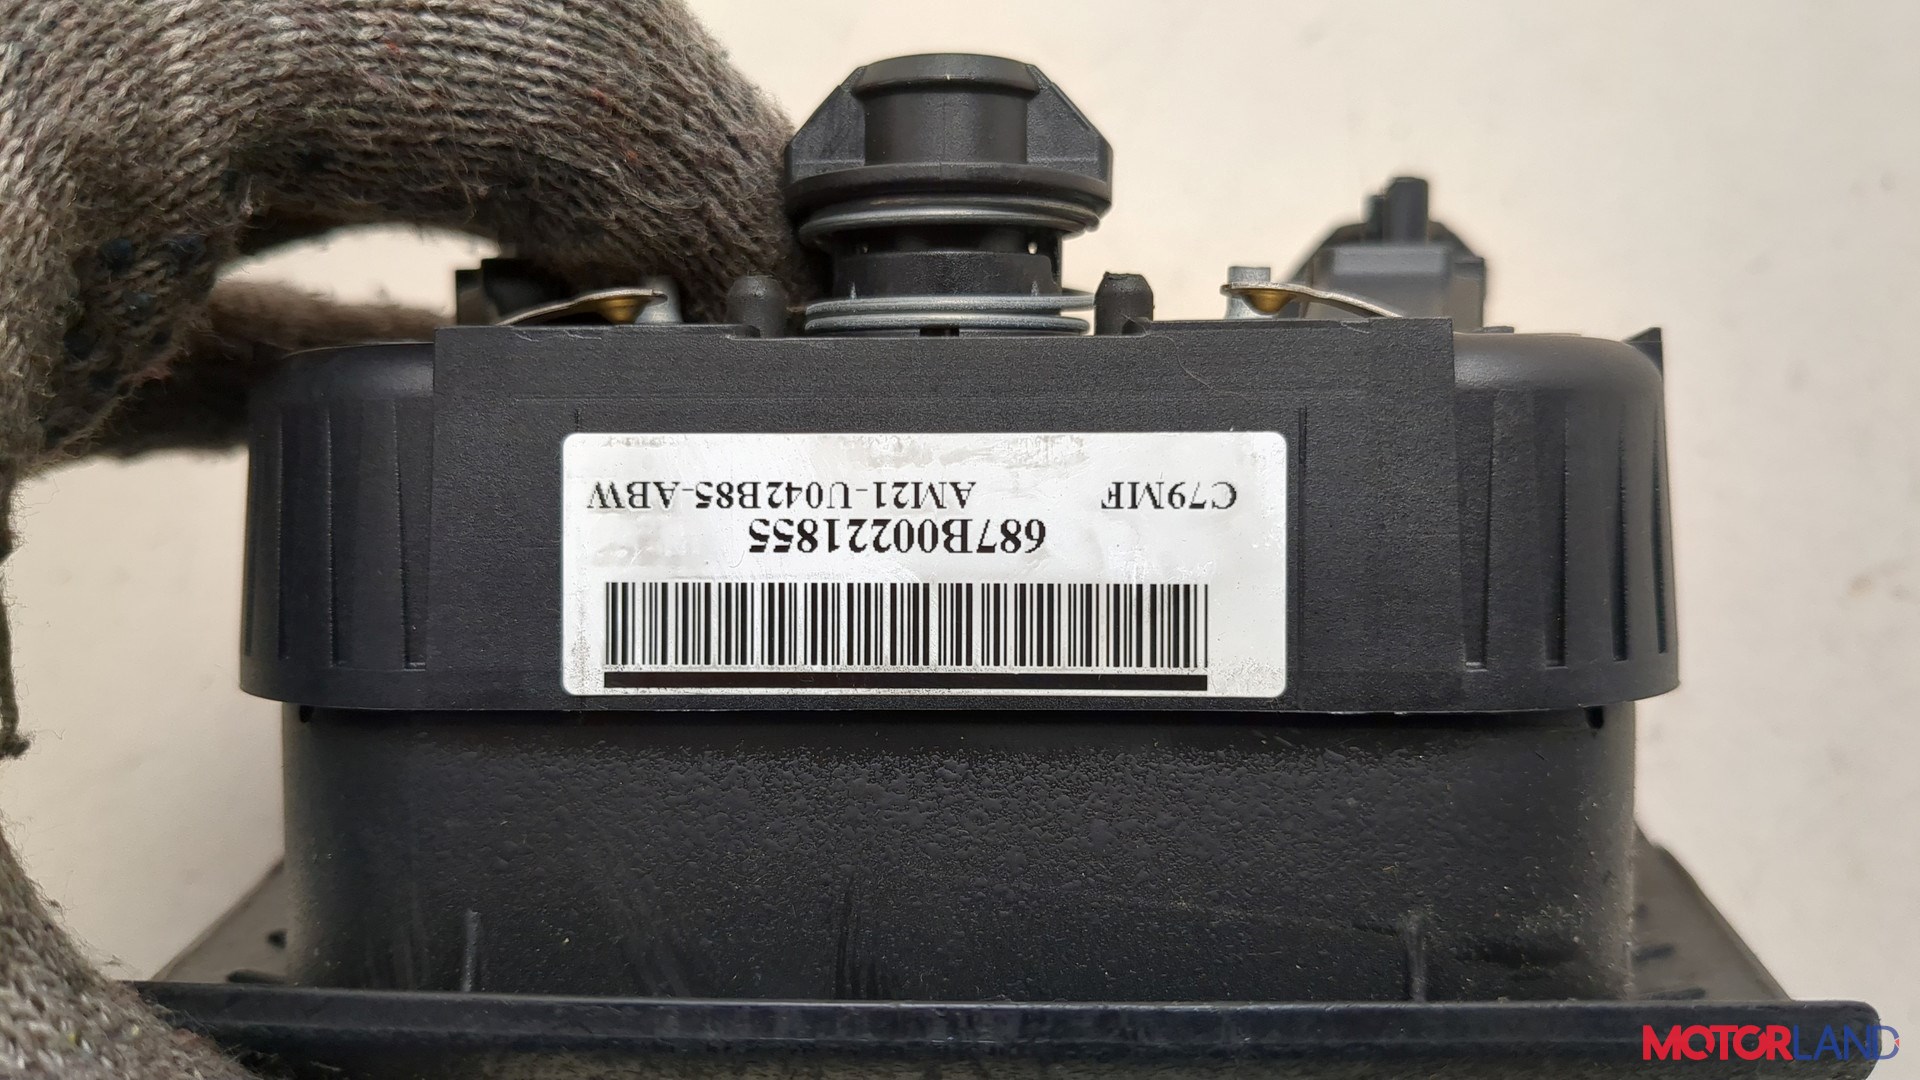 687B00221855
C79MF AM21-U042B85-ABW
MOTORLAND